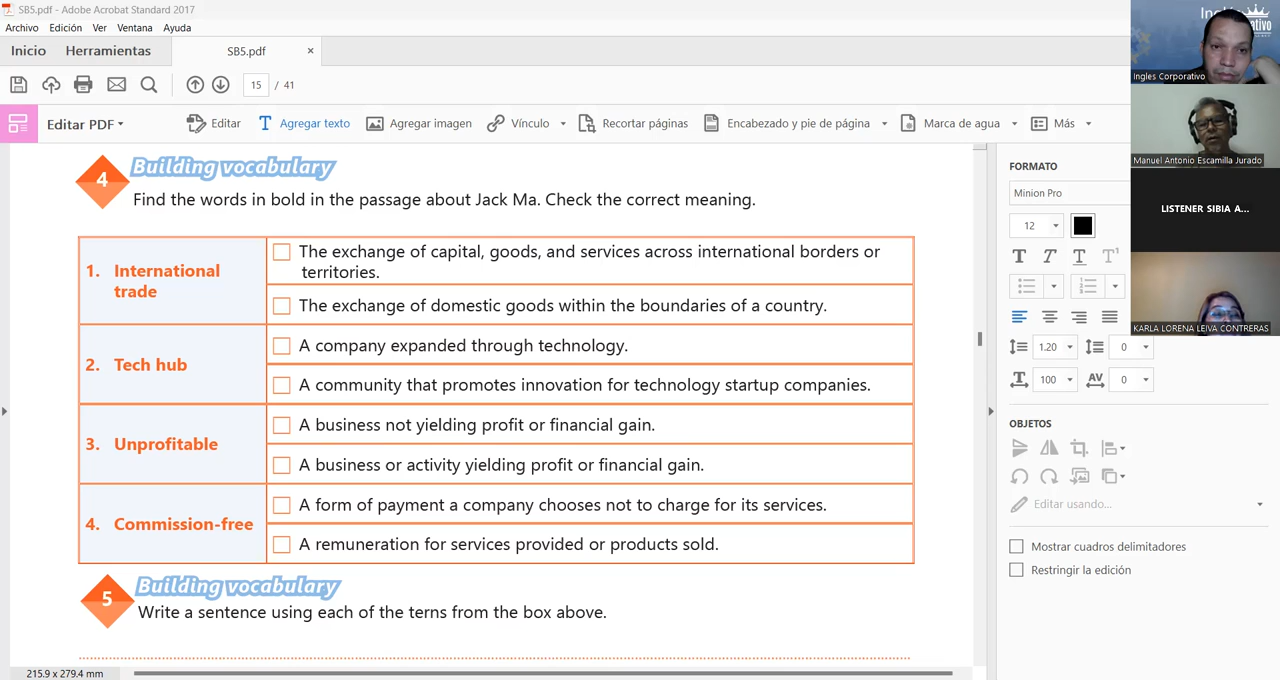 SB5.pdf - Adobe Acrobat Standard 2017
Archivo Edición Ver Ventana Ayuda
Inicio Herramientas SB5.pdf ×
15 / 41
Editar PDF Editar Agregar texto Agregar imagen Vínculo Recortar páginas Encabezado y pie de página Marca de agua Más
4 Building vocabulary
Find the words in bold in the passage about Jack Ma. Check the correct meaning.
1. International trade
The exchange of capital, goods, and services across international borders or
territories.
The exchange of domestic goods within the boundaries of a country.
2. Tech hub
A company expanded through technology.
A community that promotes innovation for technology startup companies.
3. Unprofitable
A business not yielding profit or financial gain.
A business or activity yielding profit or financial gain.
4. Commission-free
A form of payment a company chooses not to charge for its services.
A remuneration for services provided or products sold.
5 Building vocabulary
Write a sentence using each of the terns from the box above.
215.9 x 279.4 mm
FORMATO
Minion Pro
12
T T T T¹
1.20 0
100 AV 0
OBJETOS
Editar usando...
Mostrar cuadros delimitadores
Restringir la edición
Ingles Corporativo
Manuel Antonio Escamilla Jurado
LISTENER SIBIA A...
KARLA LORENA LEIVA CONTRERAS